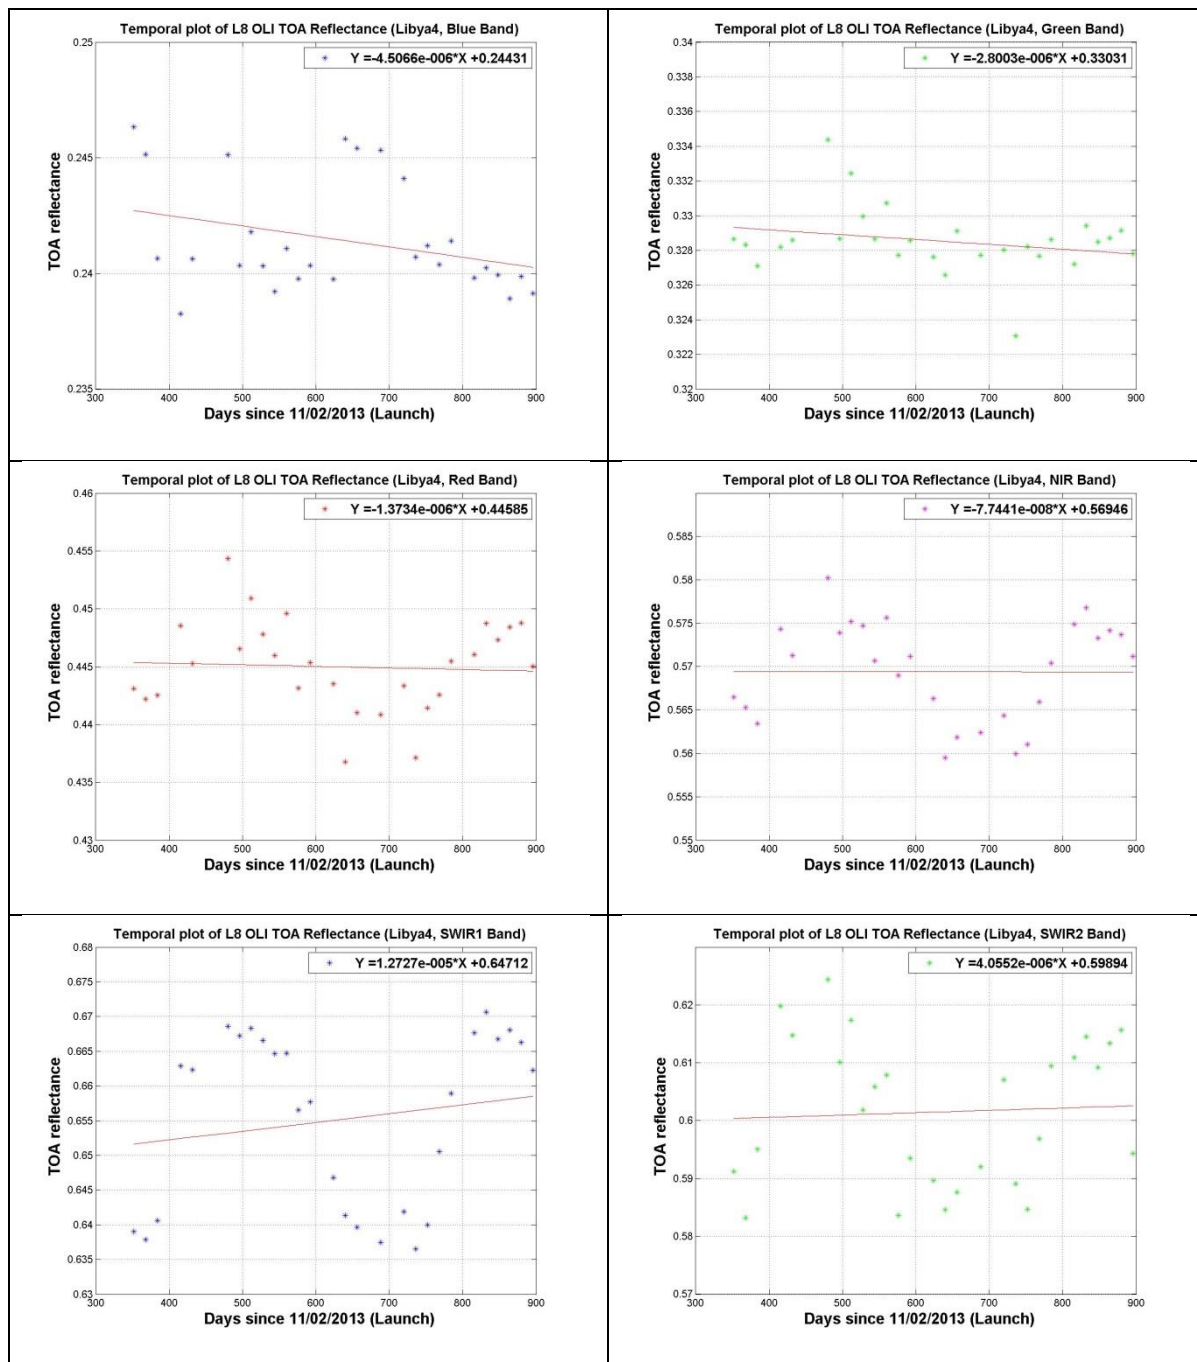 Temporal plot of L8 OLI TOA Reflectance (Libya4, Blue Band)
Y =-4.5066e-006*X +0.24431
0.25
0.245
0.24
0.235
TOA reflectance
300 400 500 600 700 800 900
Days since 11/02/2013 (Launch)
Temporal plot of L8 OLI TOA Reflectance (Libya4, Green Band)
Y =-2.8003e-006*X +0.33031
0.34
0.338
0.336
0.334
0.332
0.33
0.328
0.326
0.324
0.322
0.32
TOA reflectance
300 400 500 600 700 800 900
Days since 11/02/2013 (Launch)
Temporal plot of L8 OLI TOA Reflectance (Libya4, Red Band)
Y =-1.3734e-006*X +0.44585
0.46
0.455
0.45
0.445
0.44
0.435
0.43
TOA reflectance
300 400 500 600 700 800 900
Days since 11/02/2013 (Launch)
Temporal plot of L8 OLI TOA Reflectance (Libya4, NIR Band)
Y =-7.7441e-008*X +0.56946
0.585
0.58
0.575
0.57
0.565
0.56
0.555
0.55
TOA reflectance
300 400 500 600 700 800 900
Days since 11/02/2013 (Launch)
Temporal plot of L8 OLI TOA Reflectance (Libya4, SWIR1 Band)
Y =1.2727e-005*X +0.64712
0.68
0.675
0.67
0.665
0.66
0.655
0.65
0.645
0.64
0.635
0.63
TOA reflectance
300 400 500 600 700 800 900
Days since 11/02/2013 (Launch)
Temporal plot of L8 OLI TOA Reflectance (Libya4, SWIR2 Band)
Y =4.0552e-006*X +0.59894
0.62
0.61
0.6
0.59
0.58
0.57
TOA reflectance
300 400 500 600 700 800 900
Days since 11/02/2013 (Launch)